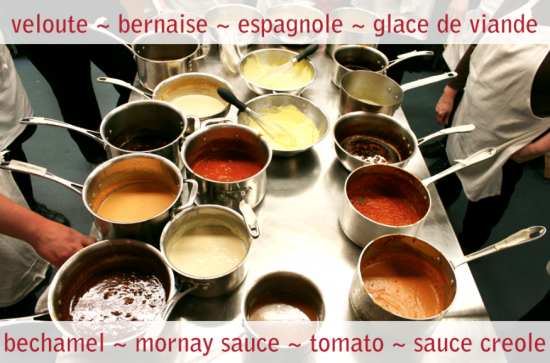 veloute ~ bernaise ~ espagnole ~ glace de viande
bechamel ~ mornay sauce ~ tomato ~ sauce creole